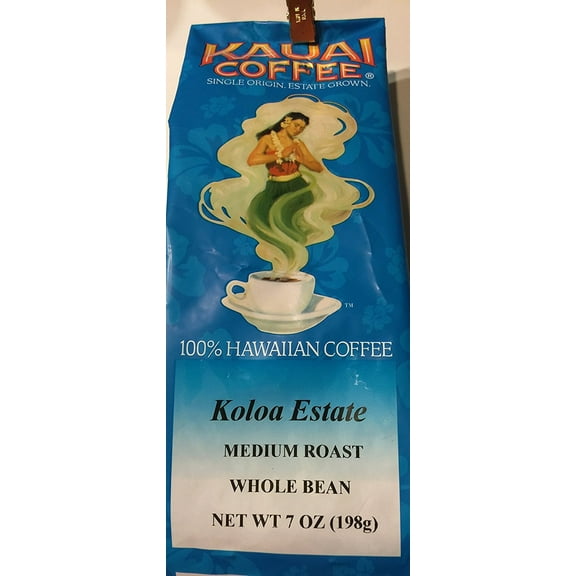 KAUAI
COFFEE®
SINGLE ORIGIN. ESTATE GROWN.
TM
100% HAWAIIAN COFFEE
Koloa Estate
MEDIUM ROAST
WHOLE BEAN
NET WT 7 OZ (198g)